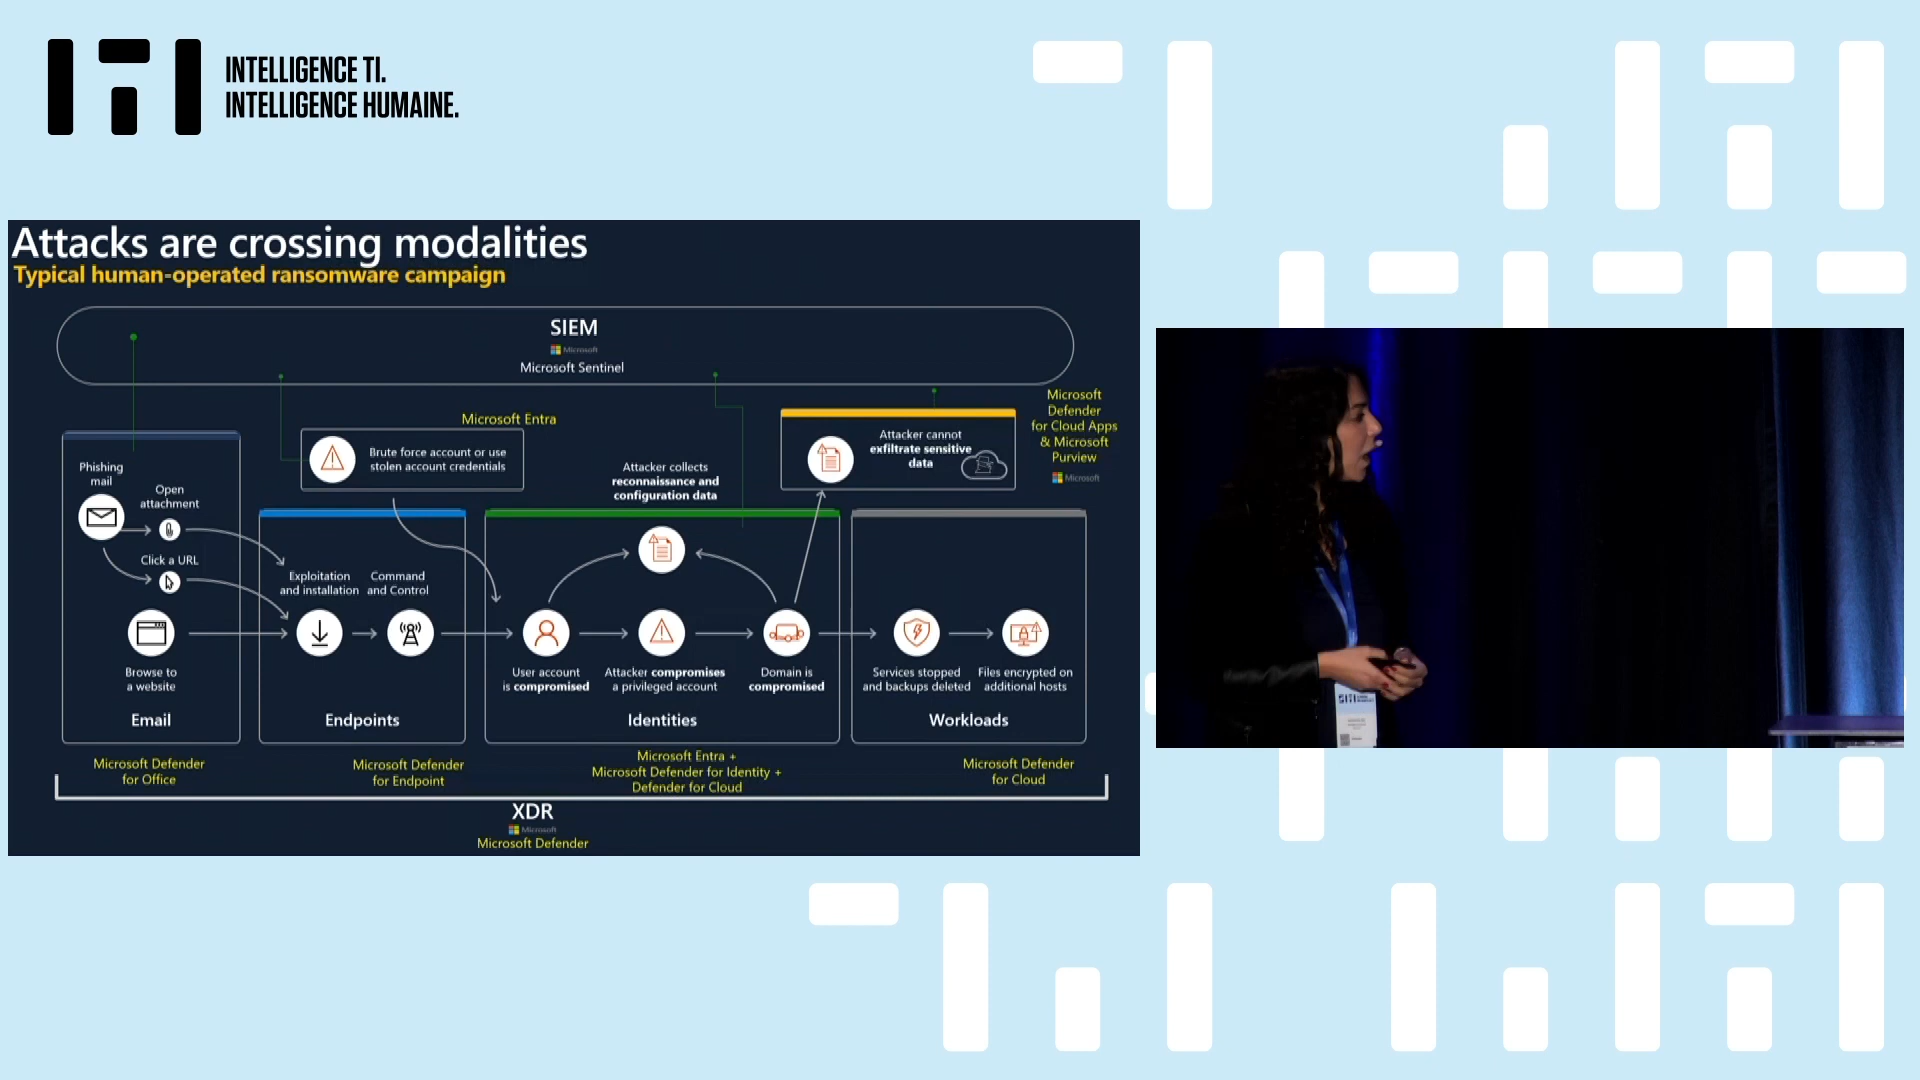 INTELLIGENCE TI.
INTELLIGENCE HUMAINE.
Attacks are crossing modalities
Typical human-operated ransomware campaign
SIEM
Microsoft
Microsoft Sentinel
Microsoft Entra
Brute force account or use
stolen account credentials
Attacker collects
reconnaissance and
configuration data
Attacker cannot
exfiltrate sensitive
data
Microsoft
Defender
for Cloud Apps
& Microsoft
Purview
Microsoft
Phishing
mail
Open
attachment
Click a URL
Browse to
a website
Email
Exploitation
and installation
Command
and Control
Endpoints
User account
is compromised
Attacker compromises
a privileged account
Domain is
compromised
Identities
Services stopped
and backups deleted
Files encrypted on
additional hosts
Workloads
Microsoft Defender
for Office
Microsoft Defender
for Endpoint
Microsoft Entra +
Microsoft Defender for Identity +
Defender for Cloud
Microsoft Defender
for Cloud
XDR
Microsoft
Microsoft Defender